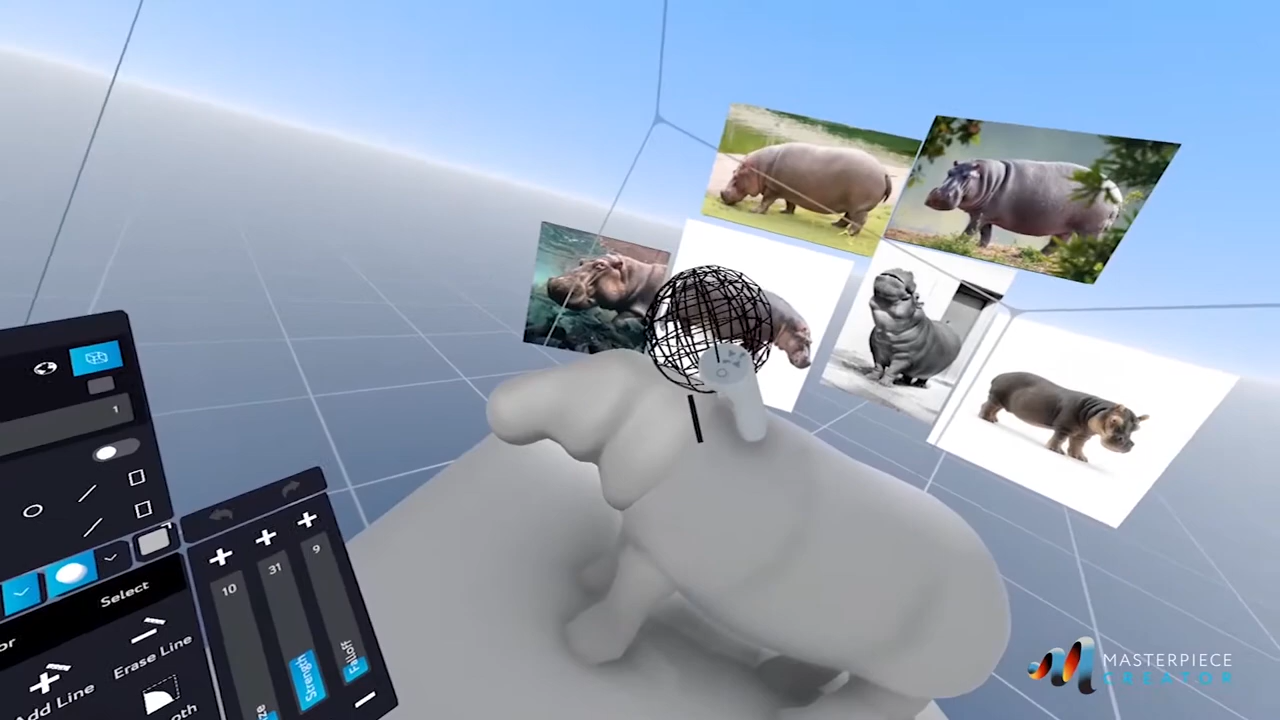 1
Select
Erase Line
Add Line
10
31
9
Strength
Falloff
MASTERPIECE
CREATOR